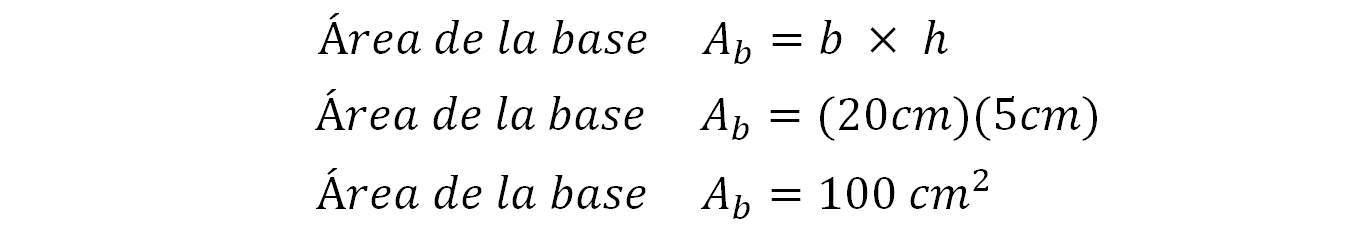 Área de la base A_b = b × h
Área de la base A_b = (20cm)(5cm)
Área de la base A_b = 100 cm²